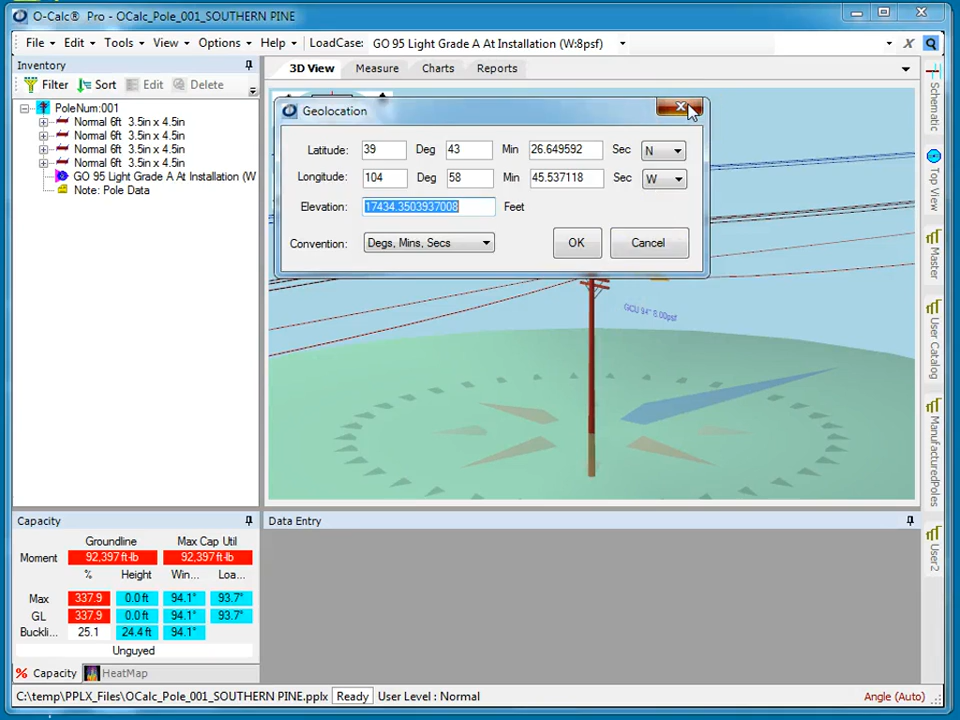 O-Calc® Pro - OCalc_Pole_001_SOUTHERN PINE
File Edit Tools View Options Help LoadCase: GO 95 Light Grade A At Installation (W:8psf)
Inventory
Filter Sort Edit Delete
PoleNum:001
Normal 6ft 3.5in x 4.5in
Normal 6ft 3.5in x 4.5in
Normal 6ft 3.5in x 4.5in
Normal 6ft 3.5in x 4.5in
GO 95 Light Grade A At Installation (W
Note: Pole Data
3D View Measure Charts Reports
Geolocation
Latitude: 39 Deg 43 Min 26.649592 Sec N
Longitude: 104 Deg 58 Min 45.537118 Sec W
Elevation: 17434.3503937008 Feet
Convention: Degs, Mins, Secs OK Cancel
GCU 94° 8.00psf
Schematic
Top View
Master
User Catalog
ManufacturedPoles
User2
Capacity
Groundline Max Cap Util
Moment 92,397 ft-lb 92,397 ft-lb
% Height Win... Loa...
Max 337.9 0.0 ft 94.1° 93.7°
GL 337.9 0.0 ft 94.1° 93.7°
Buckli... 25.1 24.4 ft 94.1°
Unguyed
% Capacity HeatMap
Data Entry
C:\temp\PPLX_Files\OCalc_Pole_001_SOUTHERN PINE.pplx Ready User Level : Normal Angle (Auto)